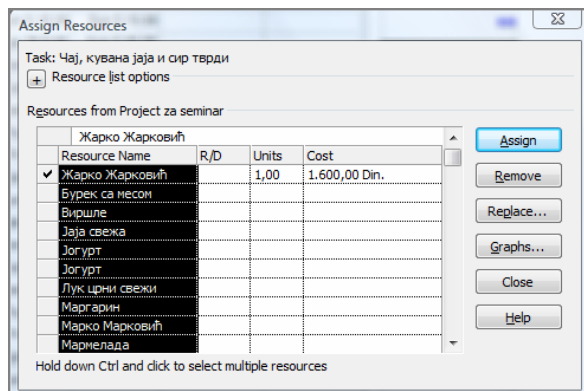 Assign Resources
Task: Чај, кувана јаја и сир тврди
+ Resource list options
Resources from Project za seminar
Жарко Жарковић
Resource Name R/D Units Cost
Жарко Жарковић 1,00 1.600,00 Din.
Бурек са месом
Виршле
Јаја свежа
Јогурт
Јогурт
Лук црни свежи
Маргарин
Марко Марковић
Мармелада
Assign
Remove
Replace...
Graphs...
Close
Help
Hold down Ctrl and click to select multiple resources